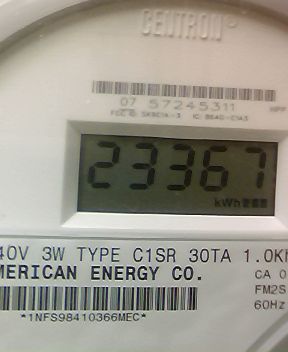 CENTRON
07 57245311
23367
kWh
40V 3W TYPE C1SR 30TA 1.0Kh
MERICAN ENERGY CO.
CA 0
FM2S
60Hz
*1NFS98410366MEC*